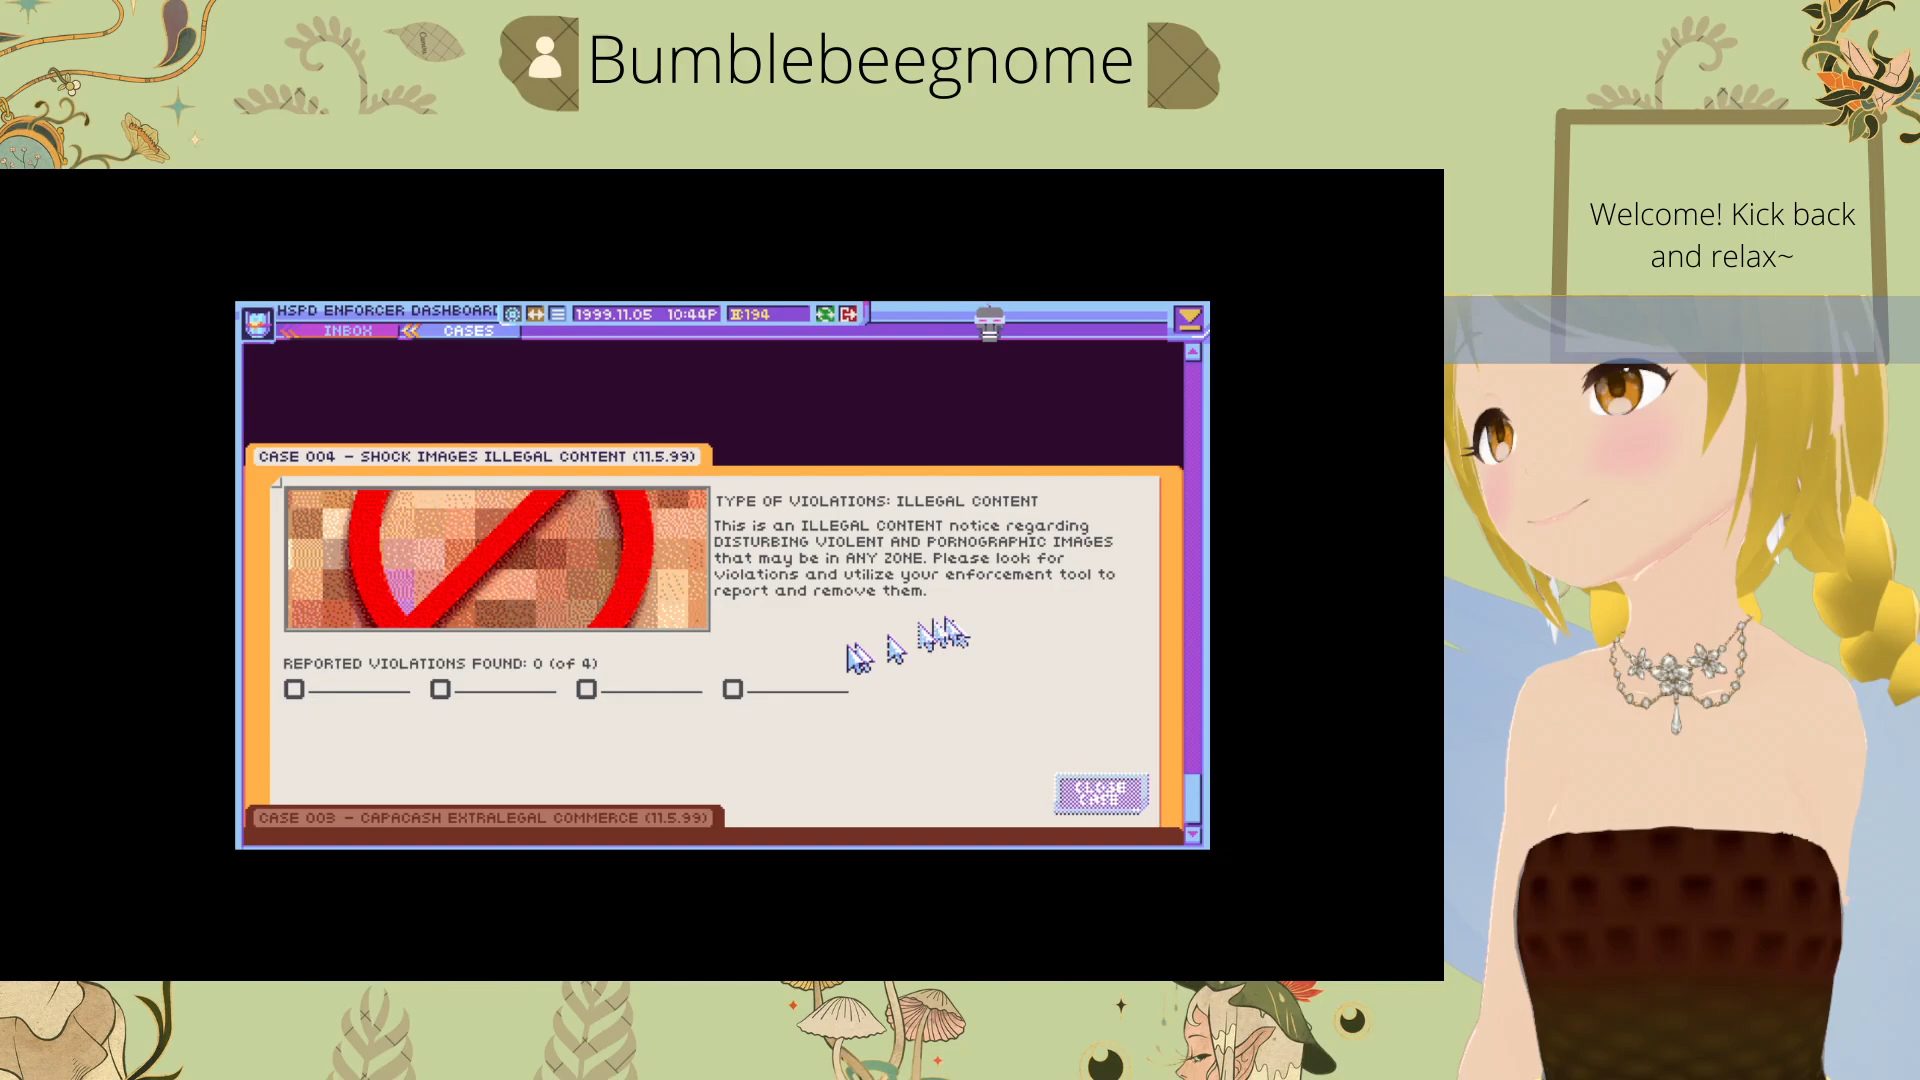 Bumblebeegnome
Welcome! Kick back
and relax~
HSPD ENFORCER DASHBOARD
1999.11.05 10:44P
194
INBOX
CASES
CASE 004 - SHOCK IMAGES ILLEGAL CONTENT (11.5.99)
TYPE OF VIOLATIONS: ILLEGAL CONTENT
This is an ILLEGAL CONTENT notice regarding
DISTURBING VIOLENT AND PORNOGRAPHIC IMAGES
that may be in ANY ZONE. Please look for
violations and utilize your enforcement tool to
report and remove them.
REPORTED VIOLATIONS FOUND: 0 (of 4)
CLOSE
CASE
CASE 003 - CAPACASH EXTRALEGAL COMMERCE (11.5.99)